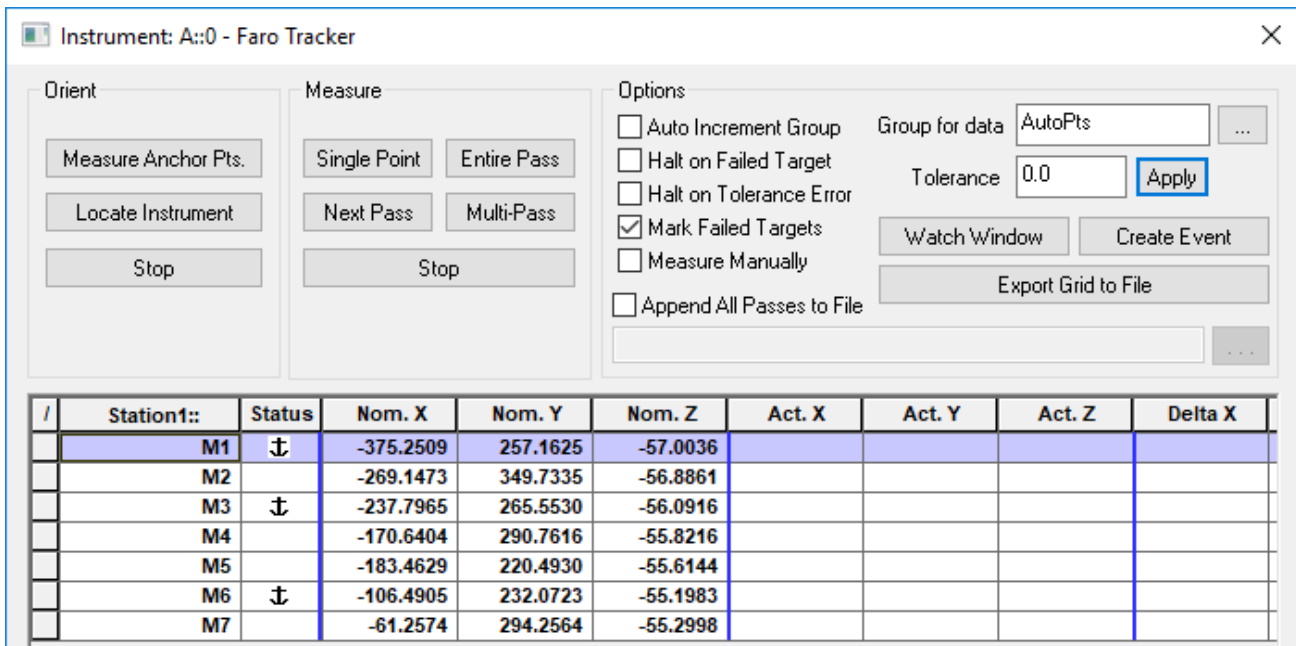 Instrument: A::0 - Faro Tracker
Orient
Measure Anchor Pts.
Locate Instrument
Stop
Measure
Single Point Entire Pass
Next Pass Multi-Pass
Stop
Options
Auto Increment Group
Halt on Failed Target
Halt on Tolerance Error
Mark Failed Targets
Measure Manually
Append All Passes to File
Group for data AutoPts ...
Tolerance 0.0 Apply
Watch Window Create Event
Export Grid to File
. . .
/ Station1:: Status Nom. X Nom. Y Nom. Z Act. X Act. Y Act. Z Delta X
M1 -375.2509 257.1625 -57.0036
M2 -269.1473 349.7335 -56.8861
M3 -237.7965 265.5530 -56.0916
M4 -170.6404 290.7616 -55.8216
M5 -183.4629 220.4930 -55.6144
M6 -106.4905 232.0723 -55.1983
M7 -61.2574 294.2564 -55.2998